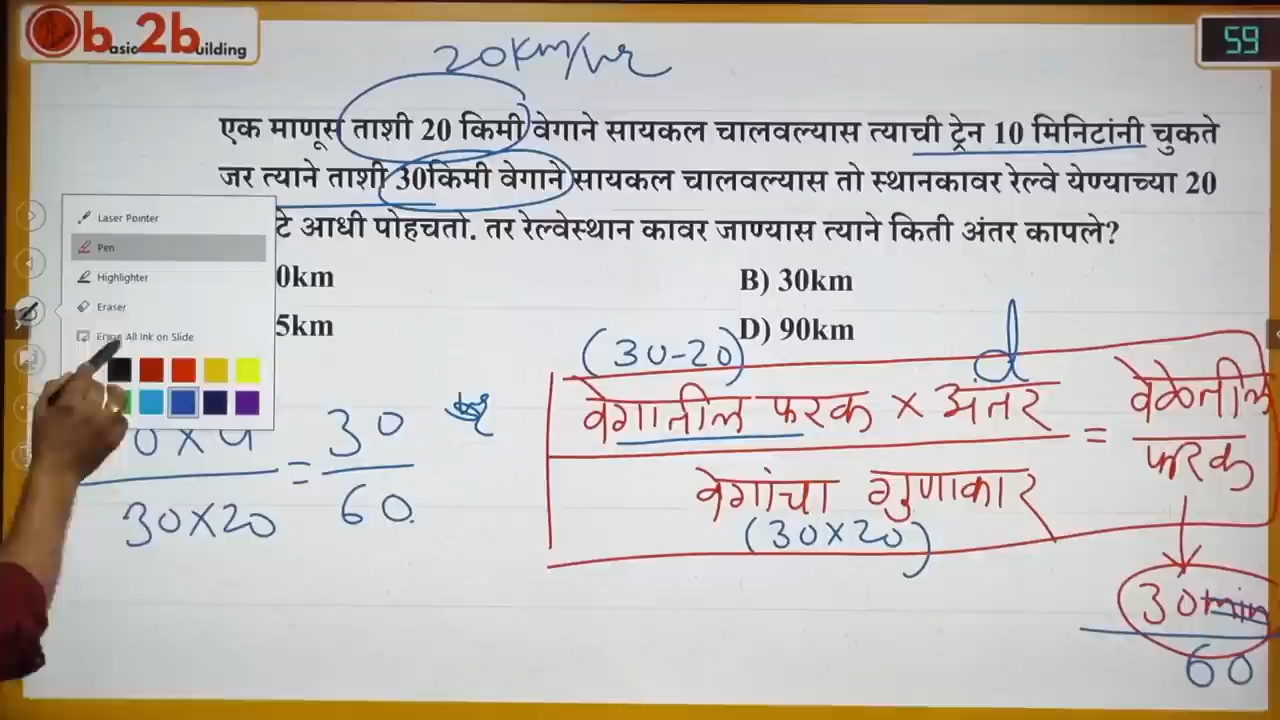 basic 2 building
59
20km/hr
एक माणूस ताशी 20 किमी वेगाने सायकल चालवल्यास त्याची ट्रेन 10 मिनिटांनी चुकते
जर त्याने ताशी 30किमी वेगाने सायकल चालवल्यास तो स्थानकावर रेल्वे येण्याच्या 20
टे आधी पोहचतो. तर रेल्वेस्थान कावर जाण्यास त्याने किती अंतर कापले?
Laser Pointer
Pen
Highlighter
Eraser
All Ink on Slide
0km
B) 30km
5km
D) 90km
(30-20) d
वेगातील फरक × अंतर = वेळेतील
वेगांचा गुणाकार फरक
(30×20)
30min
60
= 30
30×20 60